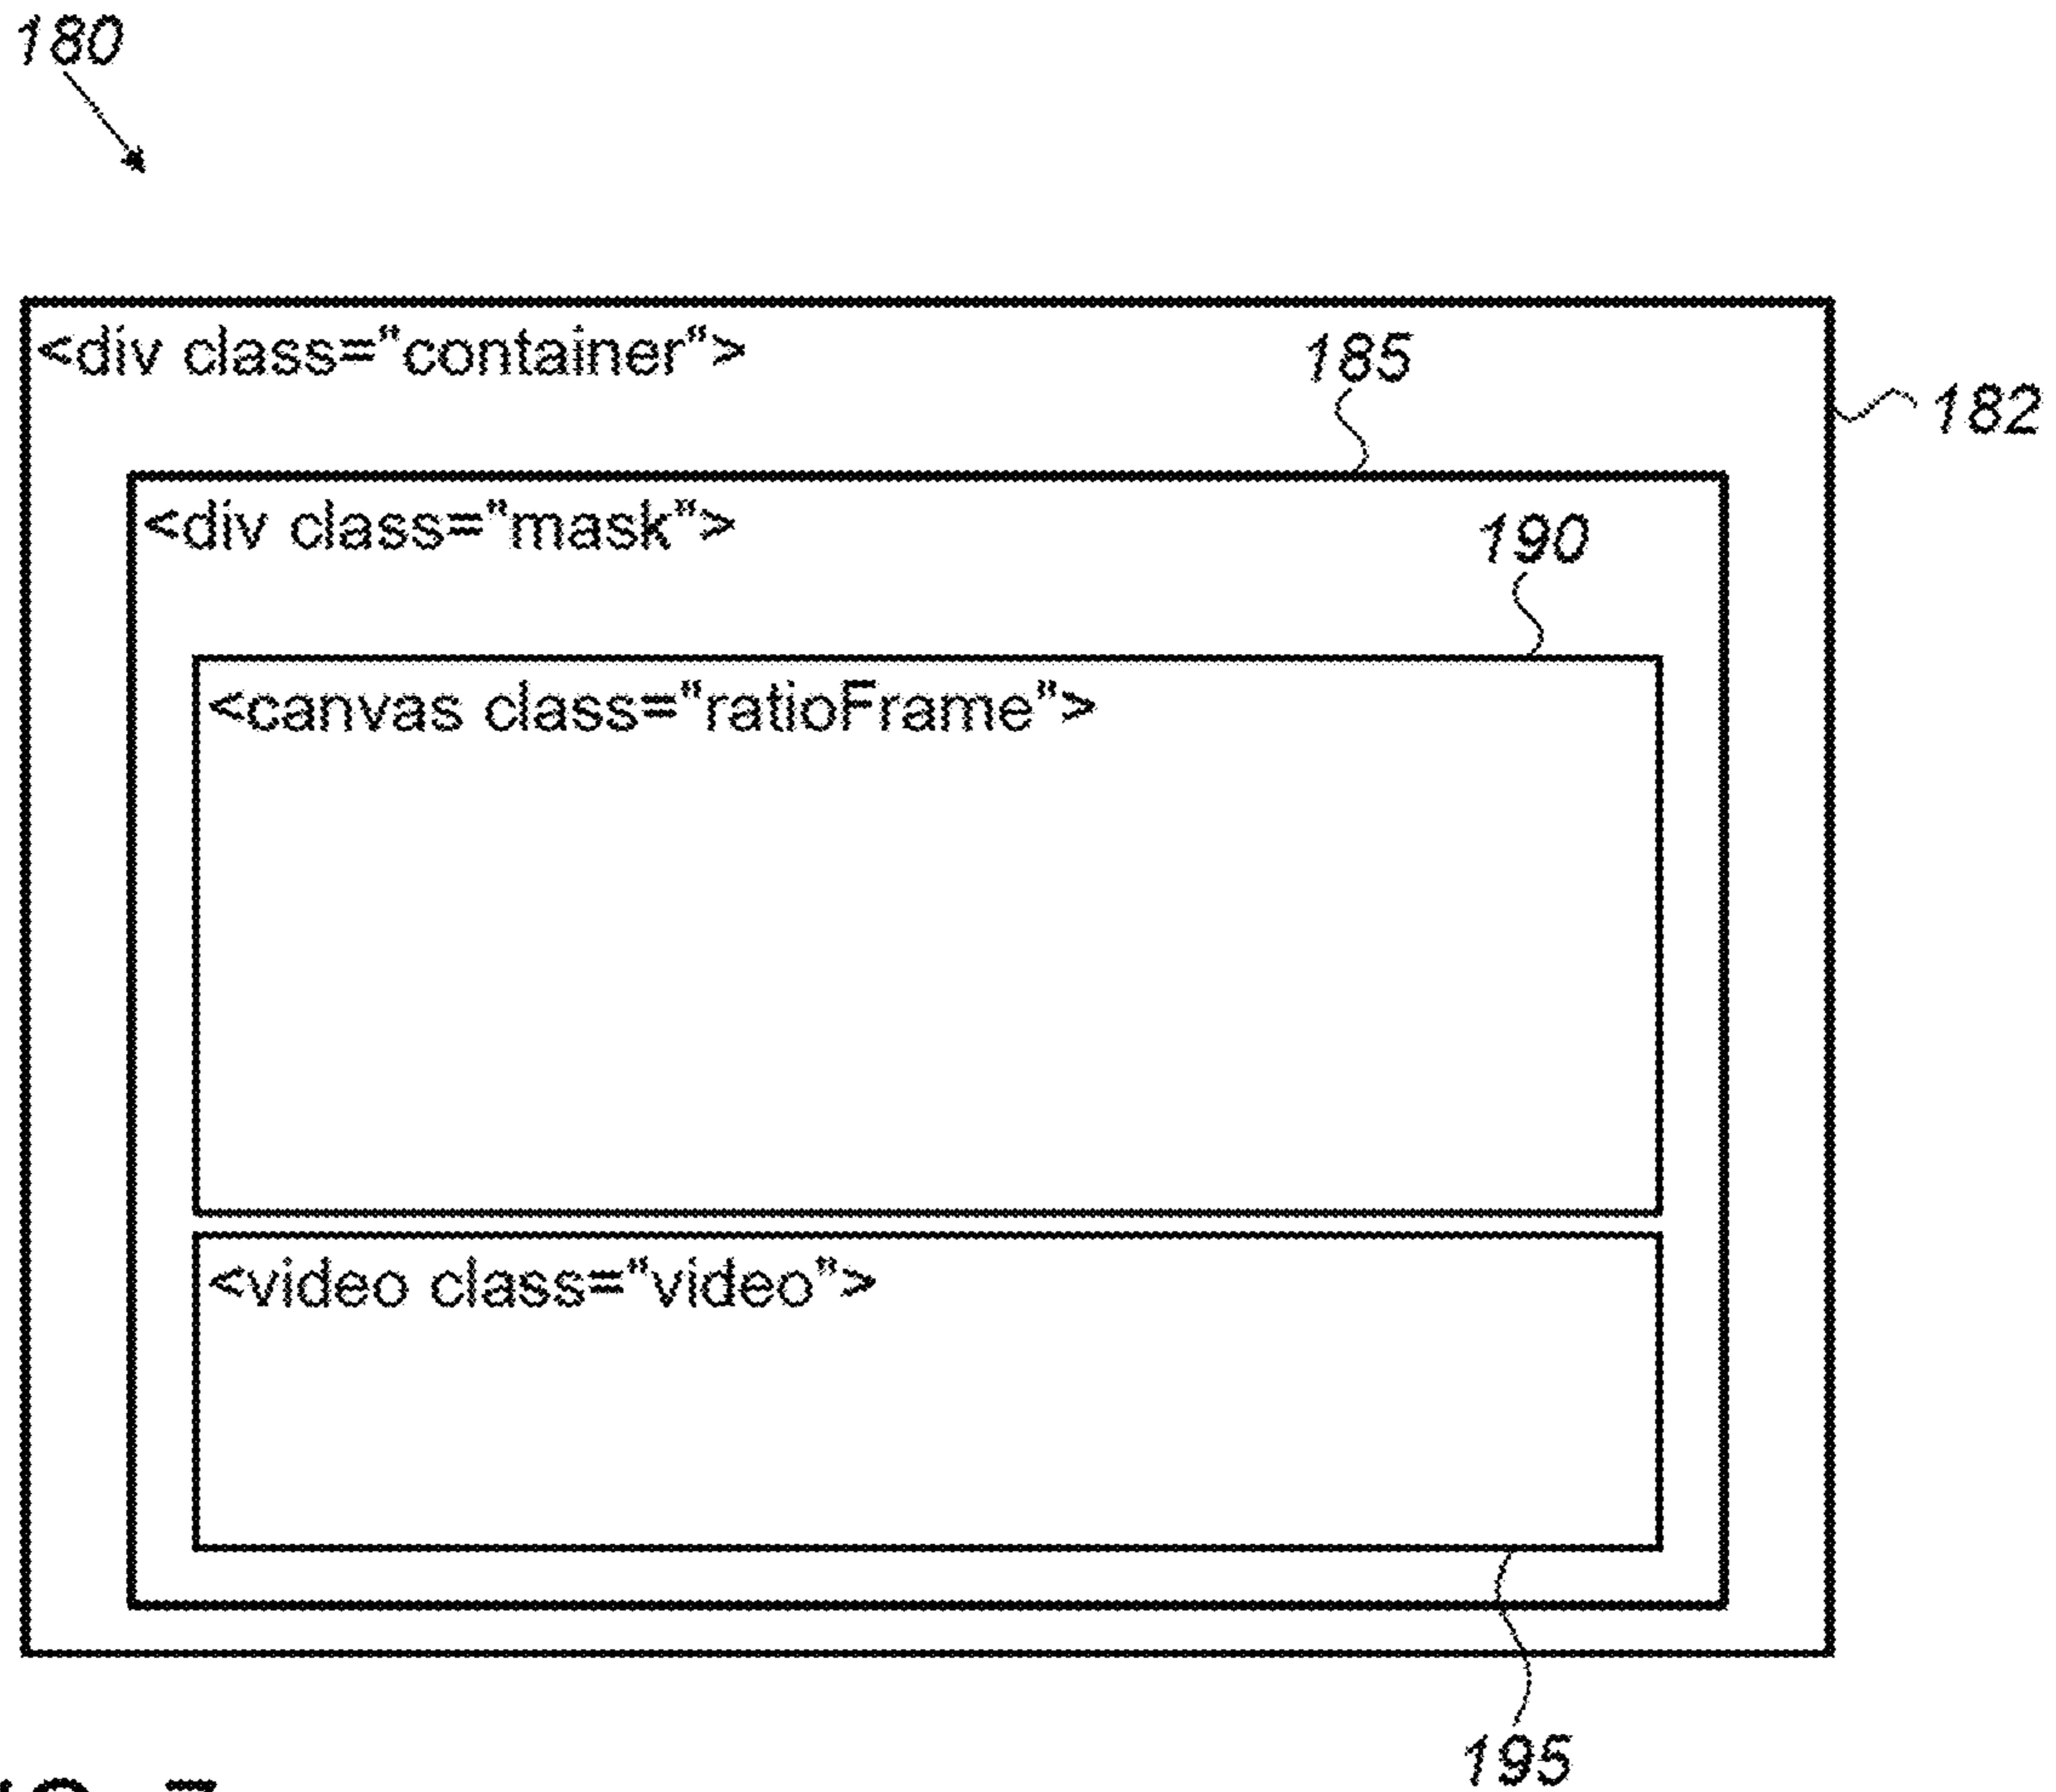 180
<div class="container">
185
182
<div class="mask">
190
<canvas class="ratioFrame">
<video class="video">
195